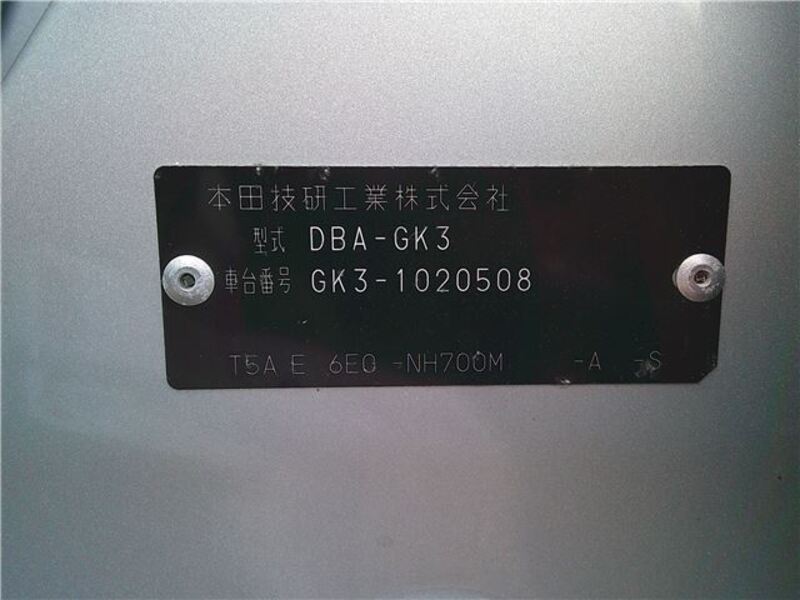 本田技研工業株式会社
型式 DBA-GK3
車台番号 GK3-1020508
T5A E 6E0 -NH700M -A -S